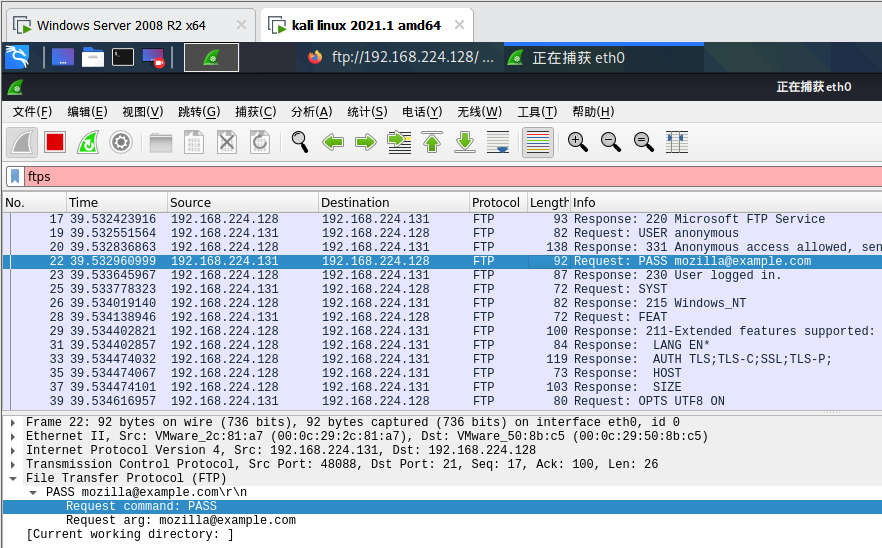 Windows Server 2008 R2 x64 kali linux 2021.1 amd64
ftp://192.168.224.128/ ... 正在捕获 eth0
正在捕获 eth0
文件(F) 编辑(E) 视图(V) 跳转(G) 捕获(C) 分析(A) 统计(S) 电话(Y) 无线(W) 工具(T) 帮助(H)
ftps
No. Time Source Destination Protocol Length Info
17 39.532423916 192.168.224.128 192.168.224.131 FTP 93 Response: 220 Microsoft FTP Service
19 39.532551564 192.168.224.131 192.168.224.128 FTP 82 Request: USER anonymous
20 39.532836863 192.168.224.128 192.168.224.131 FTP 138 Response: 331 Anonymous access allowed, sen
22 39.532960999 192.168.224.131 192.168.224.128 FTP 92 Request: PASS mozilla@example.com
23 39.533645967 192.168.224.128 192.168.224.131 FTP 87 Response: 230 User logged in.
25 39.533778323 192.168.224.131 192.168.224.128 FTP 72 Request: SYST
26 39.534019140 192.168.224.128 192.168.224.131 FTP 82 Response: 215 Windows_NT
28 39.534138946 192.168.224.131 192.168.224.128 FTP 72 Request: FEAT
29 39.534402821 192.168.224.128 192.168.224.131 FTP 100 Response: 211-Extended features supported:
31 39.534402857 192.168.224.128 192.168.224.131 FTP 84 Response: LANG EN*
33 39.534474032 192.168.224.128 192.168.224.131 FTP 119 Response: AUTH TLS;TLS-C;SSL;TLS-P;
35 39.534474067 192.168.224.128 192.168.224.131 FTP 73 Response: HOST
37 39.534474101 192.168.224.128 192.168.224.131 FTP 103 Response: SIZE
39 39.534616957 192.168.224.131 192.168.224.128 FTP 80 Request: OPTS UTF8 ON
Frame 22: 92 bytes on wire (736 bits), 92 bytes captured (736 bits) on interface eth0, id 0
Ethernet II, Src: VMware_2c:81:a7 (00:0c:29:2c:81:a7), Dst: VMware_50:8b:c5 (00:0c:29:50:8b:c5)
Internet Protocol Version 4, Src: 192.168.224.131, Dst: 192.168.224.128
Transmission Control Protocol, Src Port: 48088, Dst Port: 21, Seq: 17, Ack: 100, Len: 26
File Transfer Protocol (FTP)
PASS mozilla@example.com\r\n
Request command: PASS
Request arg: mozilla@example.com
[Current working directory: ]